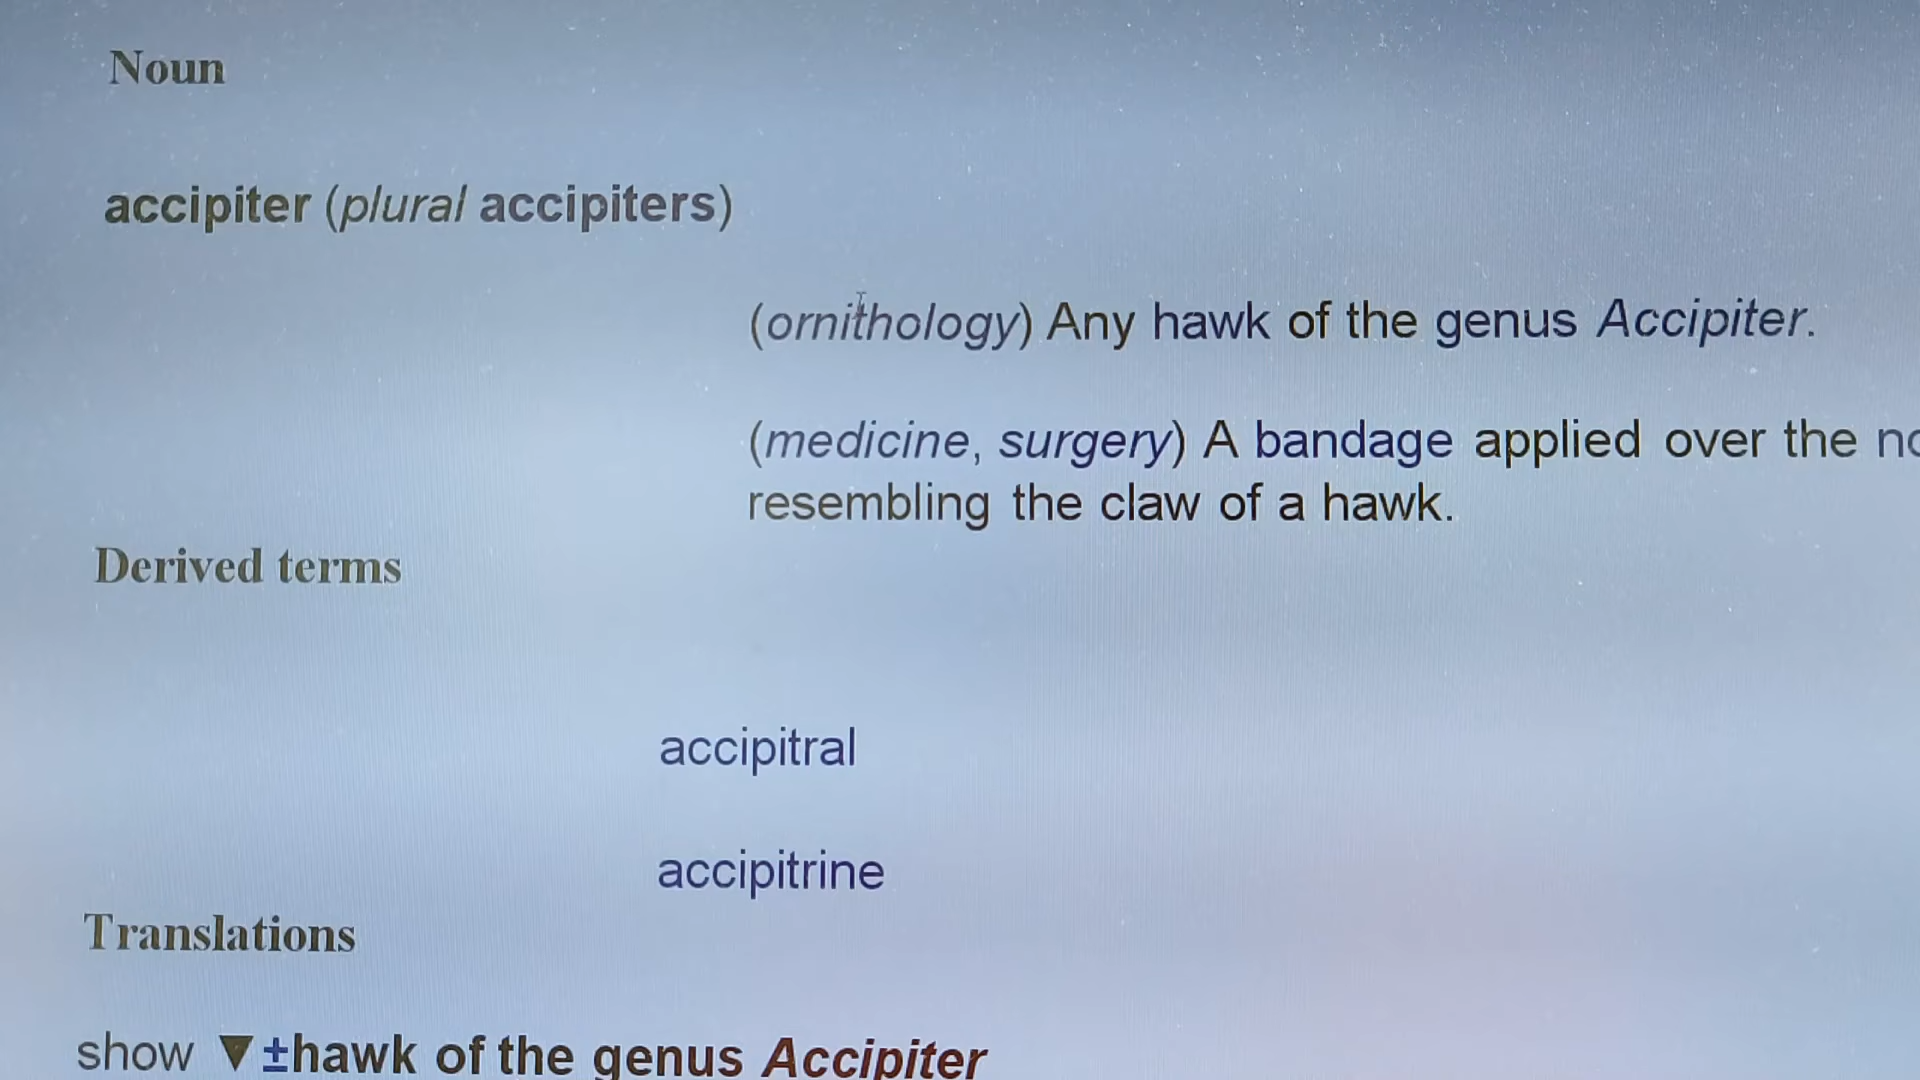 Noun
accipiter (plural accipiters)
(ornithology) Any hawk of the genus Accipiter.
(medicine, surgery) A bandage applied over the
resembling the claw of a hawk.
Derived terms
accipitral
accipitrine
Translations
show ▼±hawk of the genus Accipiter